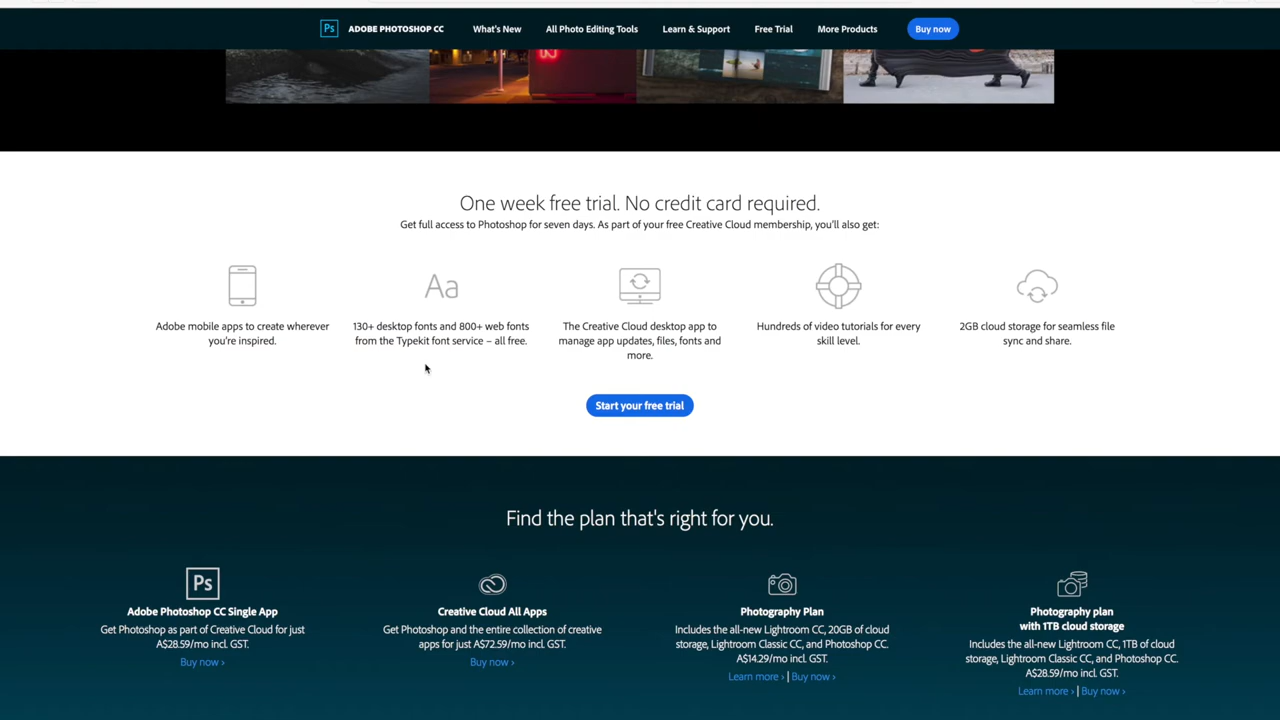 Ps ADOBE PHOTOSHOP CC What's New All Photo Editing Tools Learn & Support Free Trial More Products Buy now
One week free trial. No credit card required.
Get full access to Photoshop for seven days. As part of your free Creative Cloud membership, you'll also get:
Aa
Adobe mobile apps to create wherever
you're inspired.
130+ desktop fonts and 800+ web fonts
from the Typekit font service – all free.
The Creative Cloud desktop app to
manage app updates, files, fonts and
more.
Hundreds of video tutorials for every
skill level.
2GB cloud storage for seamless file
sync and share.
Start your free trial
Find the plan that's right for you.
Ps
Adobe Photoshop CC Single App
Get Photoshop as part of Creative Cloud for just
A$28.59/mo incl. GST.
Buy now ›
Creative Cloud All Apps
Get Photoshop and the entire collection of creative
apps for just A$72.59/mo incl. GST.
Buy now ›
Photography Plan
Includes the all-new Lightroom CC, 20GB of cloud
storage, Lightroom Classic CC, and Photoshop CC.
A$14.29/mo incl. GST.
Learn more › | Buy now ›
Photography plan
with 1TB cloud storage
Includes the all-new Lightroom CC, 1TB of cloud
storage, Lightroom Classic CC, and Photoshop CC.
A$28.59/mo incl. GST.
Learn more › | Buy now ›